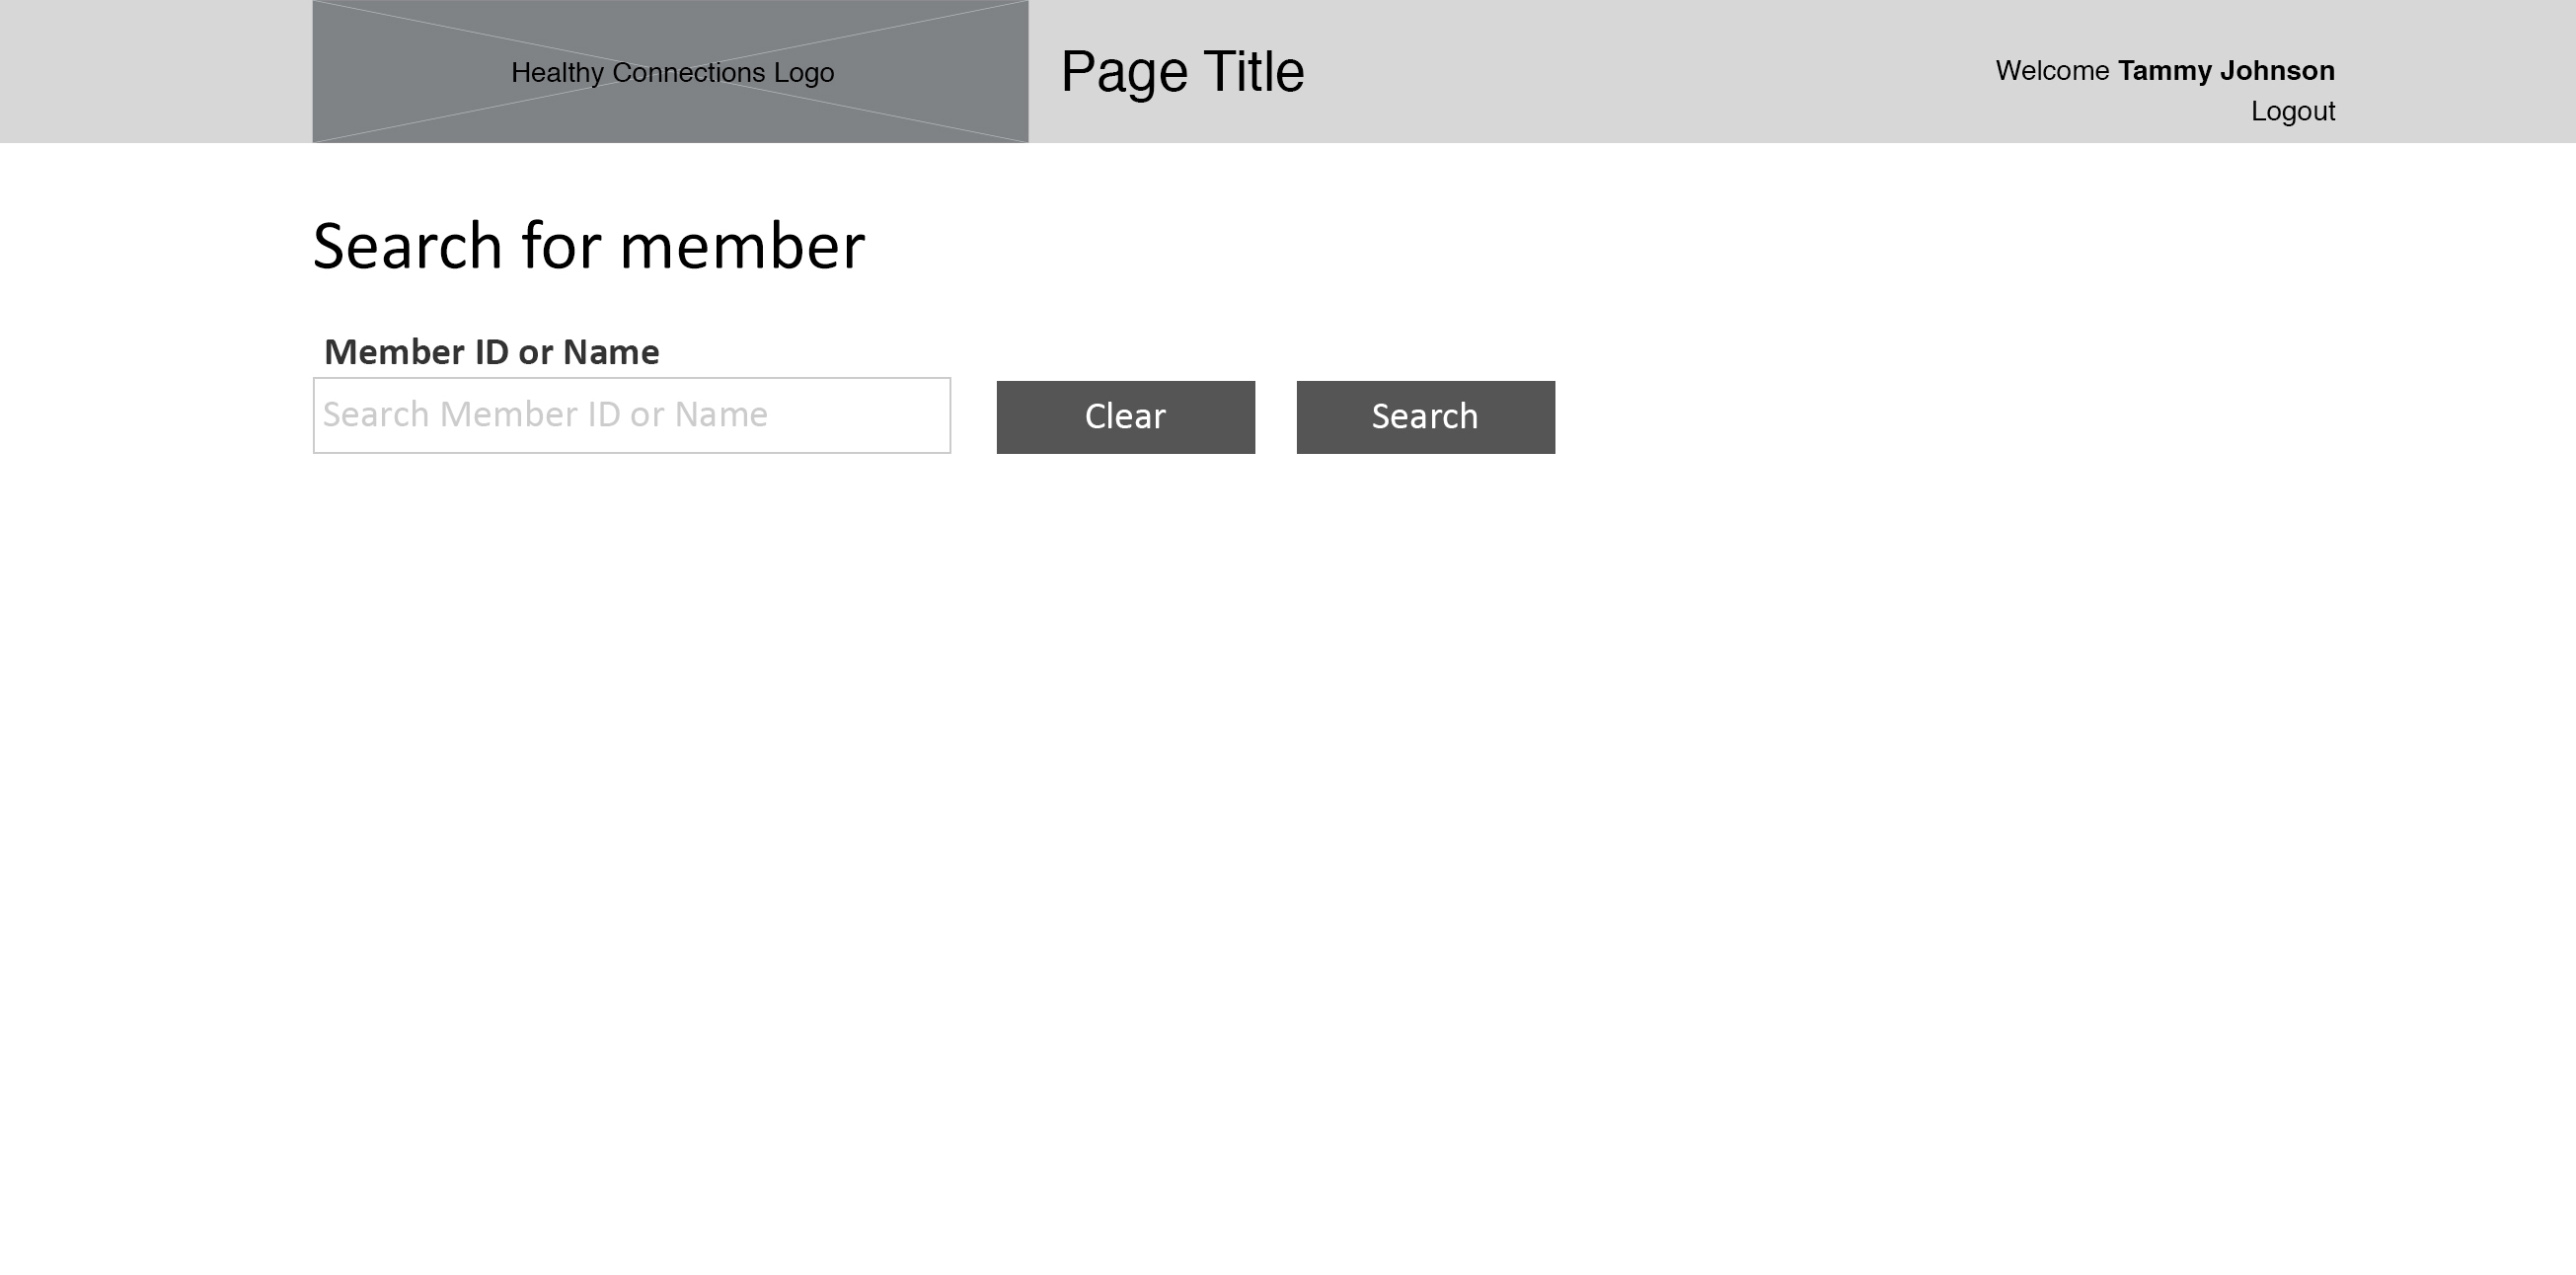 Healthy Connections Logo
Page Title
Welcome Tammy Johnson
Logout
Search for member
Member ID or Name
Search Member ID or Name
Clear
Search